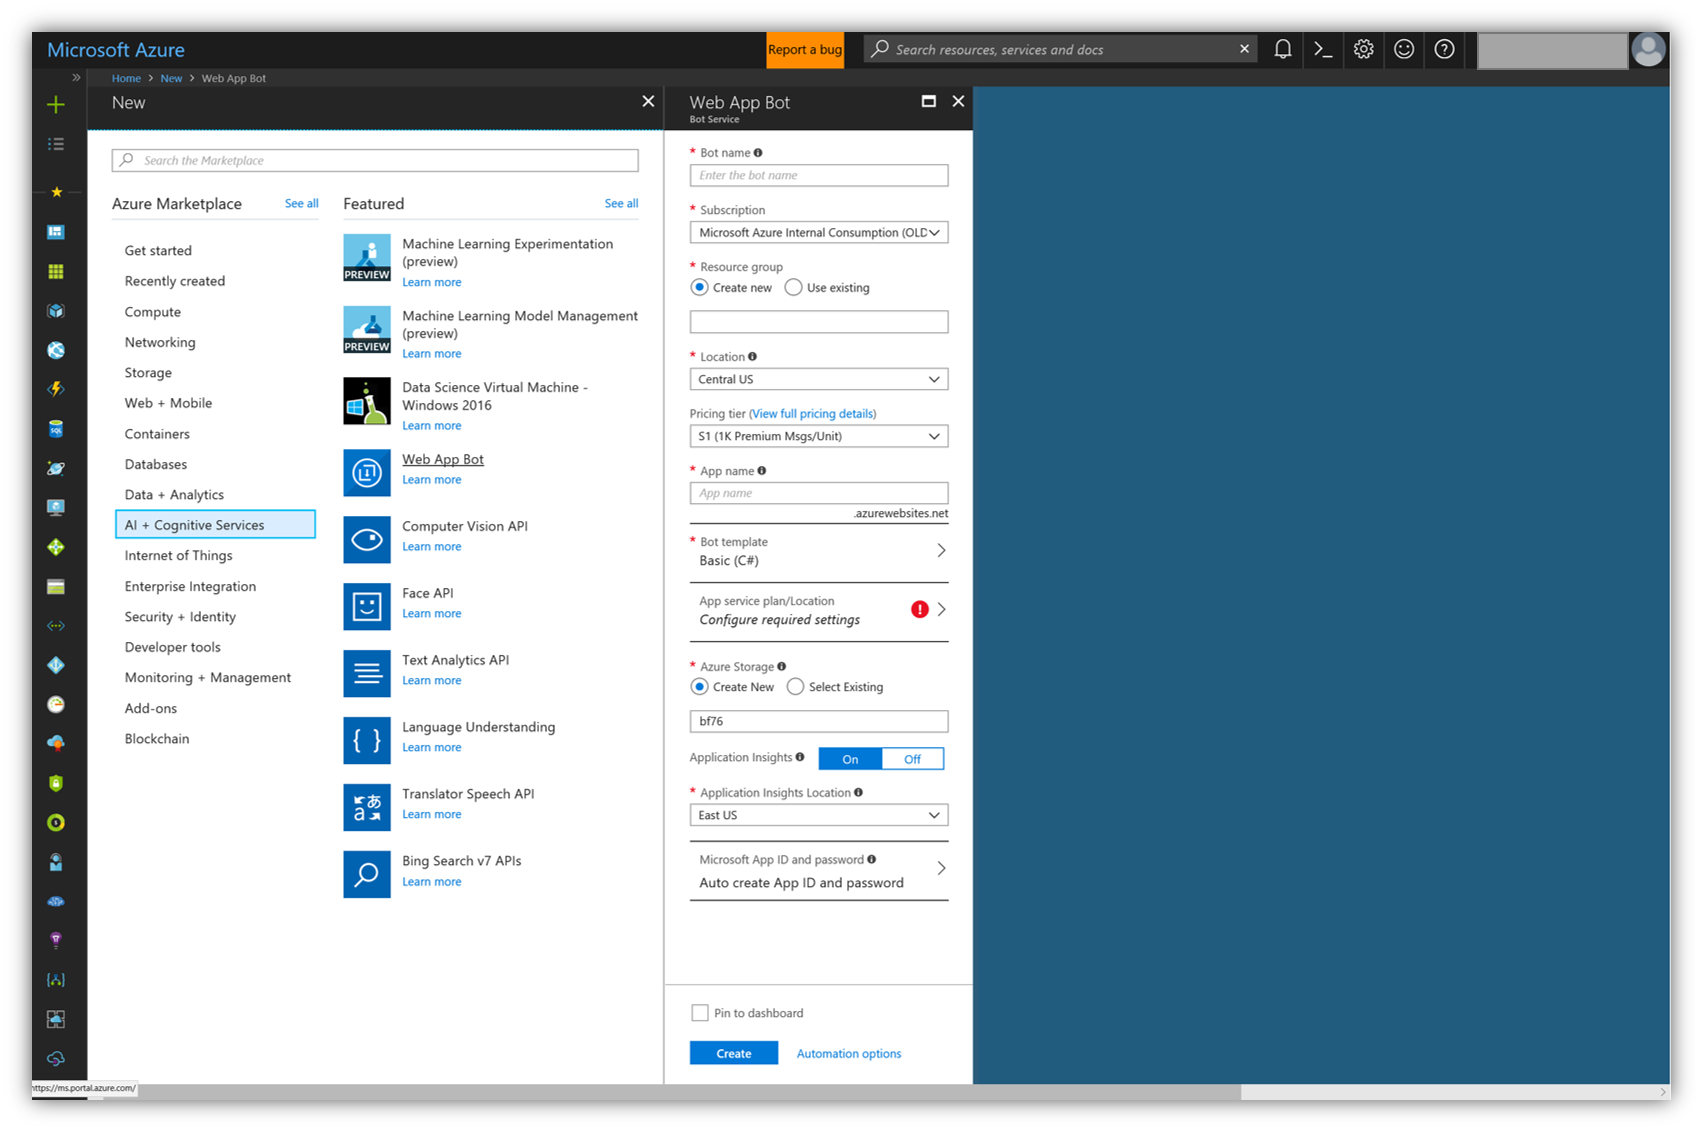 Microsoft Azure
Report a bug
Search resources, services and docs
Home > New > Web App Bot
New
Search the Marketplace
Azure Marketplace
See all
Get started
Recently created
Compute
Networking
Storage
Web + Mobile
Containers
Databases
Data + Analytics
AI + Cognitive Services
Internet of Things
Enterprise Integration
Security + Identity
Developer tools
Monitoring + Management
Add-ons
Blockchain
Featured
See all
PREVIEW
Machine Learning Experimentation
(preview)
Learn more
PREVIEW
Machine Learning Model Management
(preview)
Learn more
Data Science Virtual Machine -
Windows 2016
Learn more
Web App Bot
Learn more
Computer Vision API
Learn more
Face API
Learn more
Text Analytics API
Learn more
Language Understanding
Learn more
Translator Speech API
Learn more
Bing Search v7 APIs
Learn more
Web App Bot
Bot Service
* Bot name
Enter the bot name
* Subscription
Microsoft Azure Internal Consumption (OLD
* Resource group
Create new Use existing
* Location
Central US
Pricing tier (View full pricing details)
S1 (1K Premium Msgs/Unit)
* App name
App name
.azurewebsites.net
* Bot template
Basic (C#)
App service plan/Location
Configure required settings
* Azure Storage
Create New Select Existing
bf76
Application Insights On Off
* Application Insights Location
East US
Microsoft App ID and password
Auto create App ID and password
Pin to dashboard
Create Automation options
https://ms.portal.azure.com/